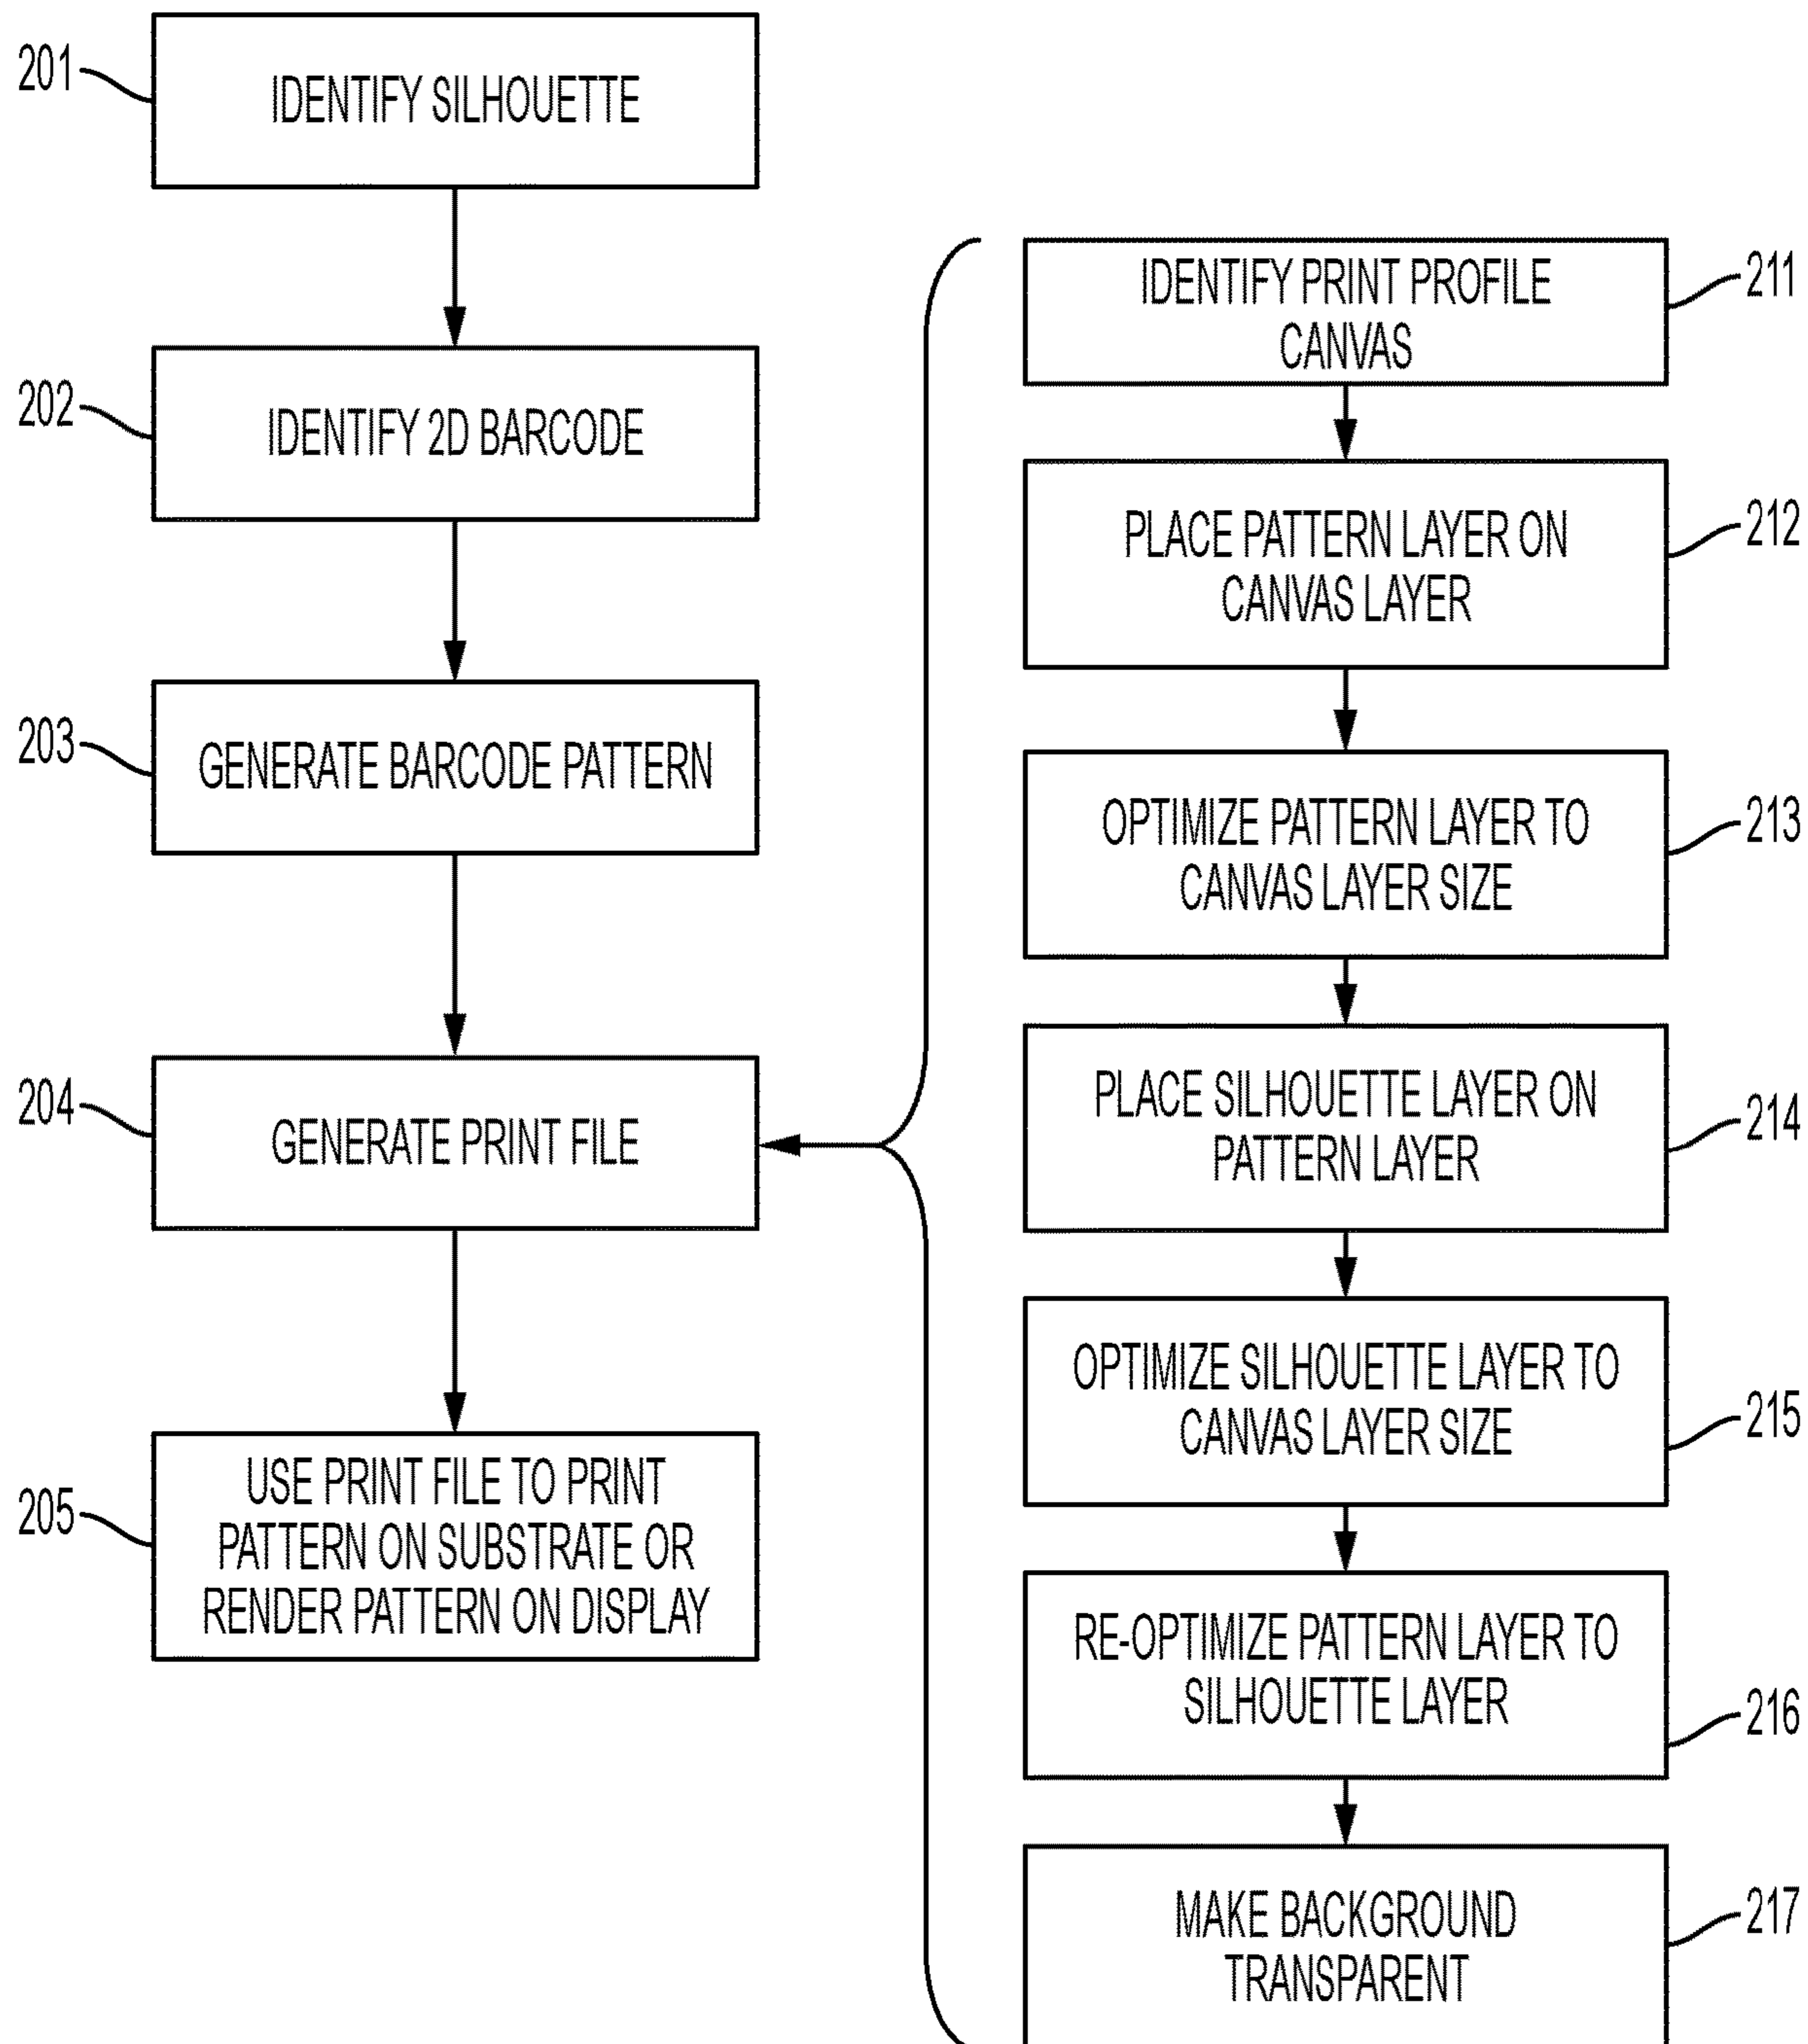 201
IDENTIFY SILHOUETTE
202
IDENTIFY 2D BARCODE
203
GENERATE BARCODE PATTERN
204
GENERATE PRINT FILE
205
USE PRINT FILE TO PRINT
PATTERN ON SUBSTRATE OR
RENDER PATTERN ON DISPLAY
IDENTIFY PRINT PROFILE
CANVAS
211
PLACE PATTERN LAYER ON
CANVAS LAYER
212
OPTIMIZE PATTERN LAYER TO
CANVAS LAYER SIZE
213
PLACE SILHOUETTE LAYER ON
PATTERN LAYER
214
OPTIMIZE SILHOUETTE LAYER TO
CANVAS LAYER SIZE
215
RE-OPTIMIZE PATTERN LAYER TO
SILHOUETTE LAYER
216
MAKE BACKGROUND
TRANSPARENT
217